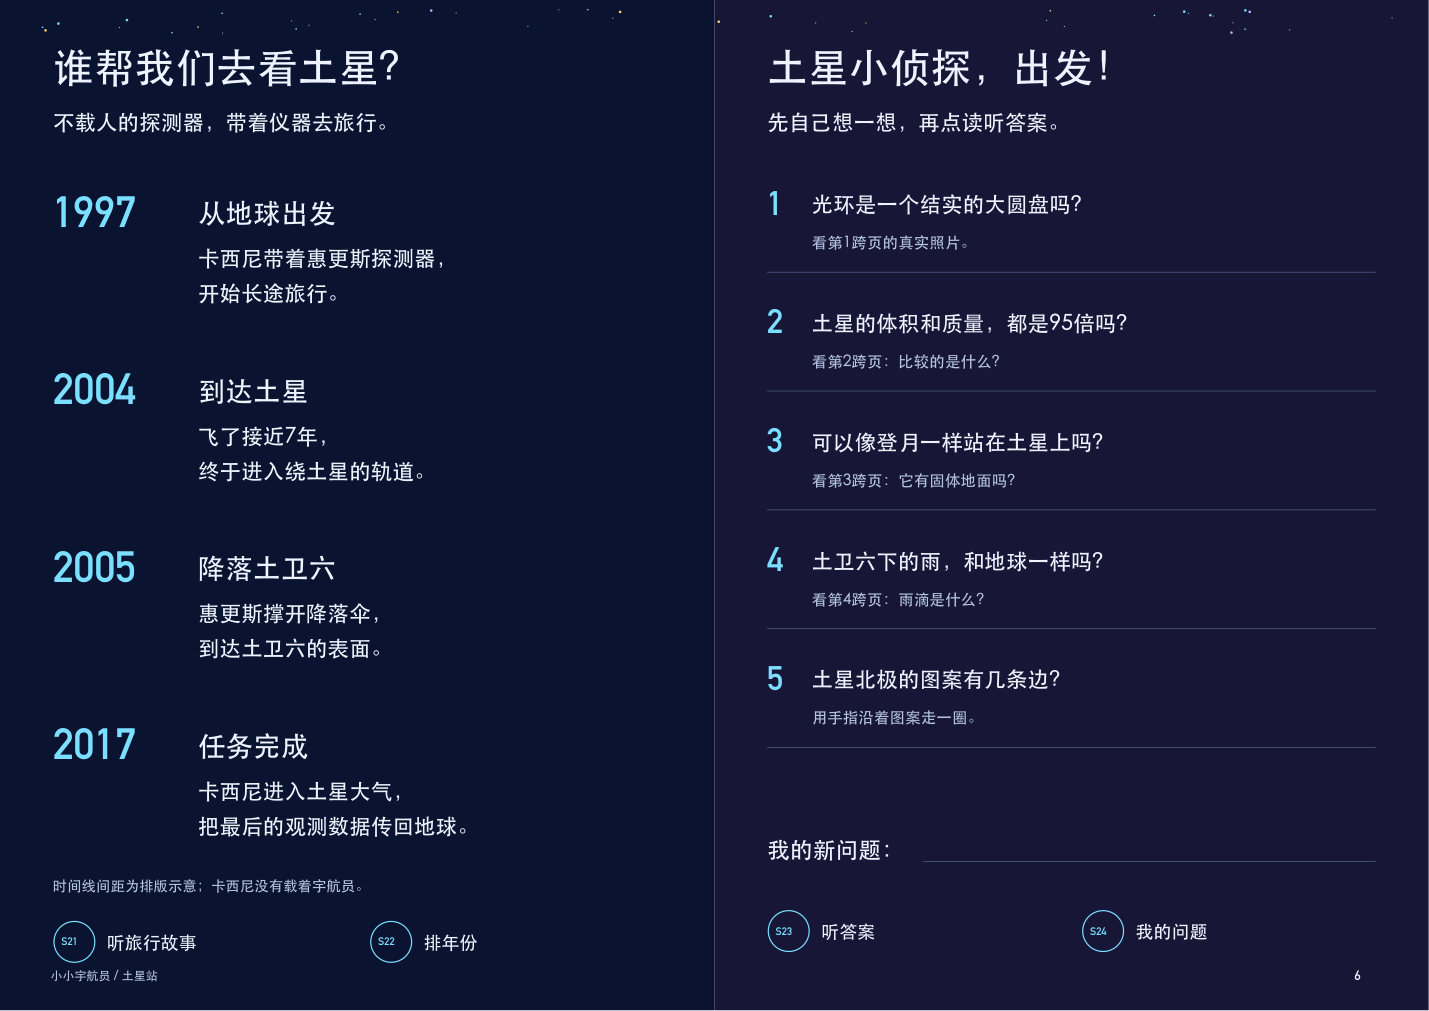 谁帮我们去看土星?
不载人的探测器，带着仪器去旅行。
1997
从地球出发
卡西尼带着惠更斯探测器，
开始长途旅行。
2004
到达土星
飞了接近7年，
终于进入绕土星的轨道。
2005
降落土卫六
惠更斯撑开降落伞，
到达土卫六的表面。
2017
任务完成
卡西尼进入土星大气，
把最后的观测数据传回地球。
时间线间距为排版示意；卡西尼没有载着宇航员。
S21 听旅行故事
S22 排年份
小小宇航员 / 土星站
土星小侦探，出发!
先自己想一想，再点读听答案。
1 光环是一个结实的大圆盘吗?
看第1跨页的真实照片。
2 土星的体积和质量，都是95倍吗?
看第2跨页：比较的是什么?
3 可以像登月一样站在土星上吗?
看第3跨页：它有固体地面吗?
4 土卫六下的雨，和地球一样吗?
看第4跨页：雨滴是什么?
5 土星北极的图案有几条边?
用手指沿着图案走一圈。
我的新问题：
S23 听答案
S24 我的问题
6